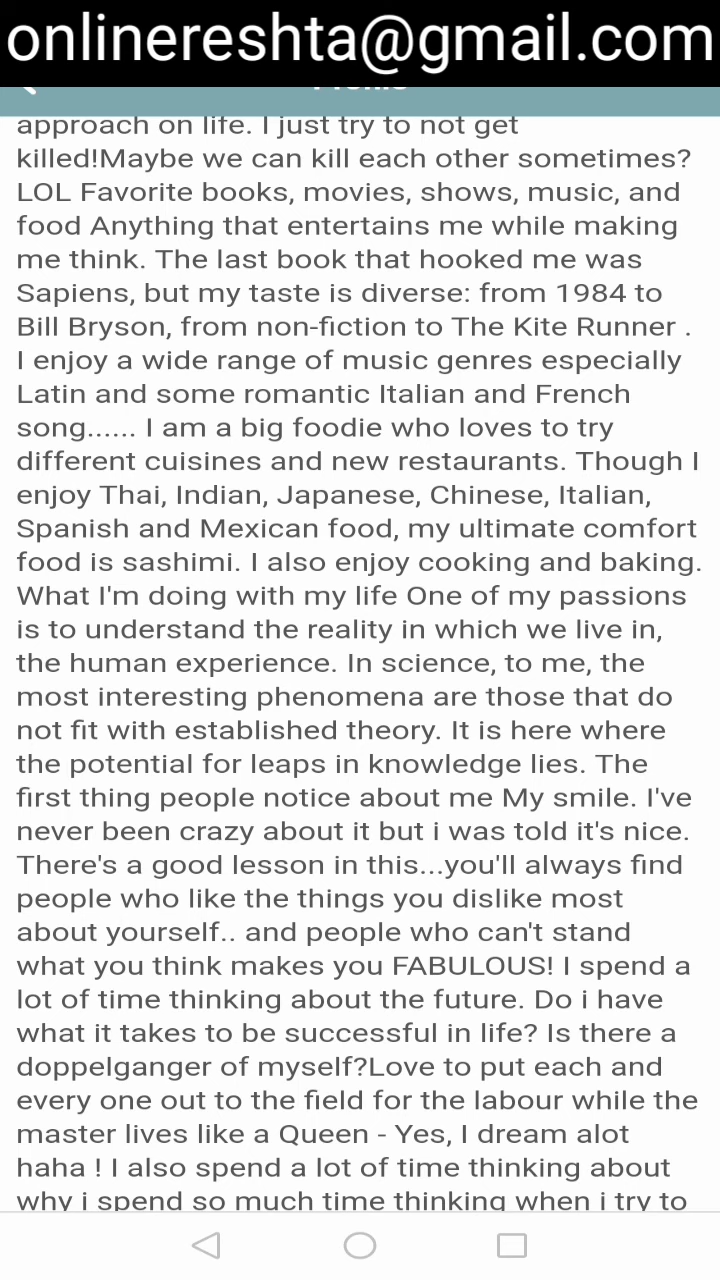 onlinereshta@gmail.com
approach on life. I just try to not get
killed!Maybe we can kill each other sometimes?
LOL Favorite books, movies, shows, music, and
food Anything that entertains me while making
me think. The last book that hooked me was
Sapiens, but my taste is diverse: from 1984 to
Bill Bryson, from non-fiction to The Kite Runner .
I enjoy a wide range of music genres especially
Latin and some romantic Italian and French
song...... I am a big foodie who loves to try
different cuisines and new restaurants. Though I
enjoy Thai, Indian, Japanese, Chinese, Italian,
Spanish and Mexican food, my ultimate comfort
food is sashimi. I also enjoy cooking and baking.
What I'm doing with my life One of my passions
is to understand the reality in which we live in,
the human experience. In science, to me, the
most interesting phenomena are those that do
not fit with established theory. It is here where
the potential for leaps in knowledge lies. The
first thing people notice about me My smile. I've
never been crazy about it but i was told it's nice.
There's a good lesson in this...you'll always find
people who like the things you dislike most
about yourself.. and people who can't stand
what you think makes you FABULOUS! I spend a
lot of time thinking about the future. Do i have
what it takes to be successful in life? Is there a
doppelganger of myself?Love to put each and
every one out to the field for the labour while the
master lives like a Queen - Yes, I dream alot
haha ! I also spend a lot of time thinking about
why i spend so much time thinking when i try to